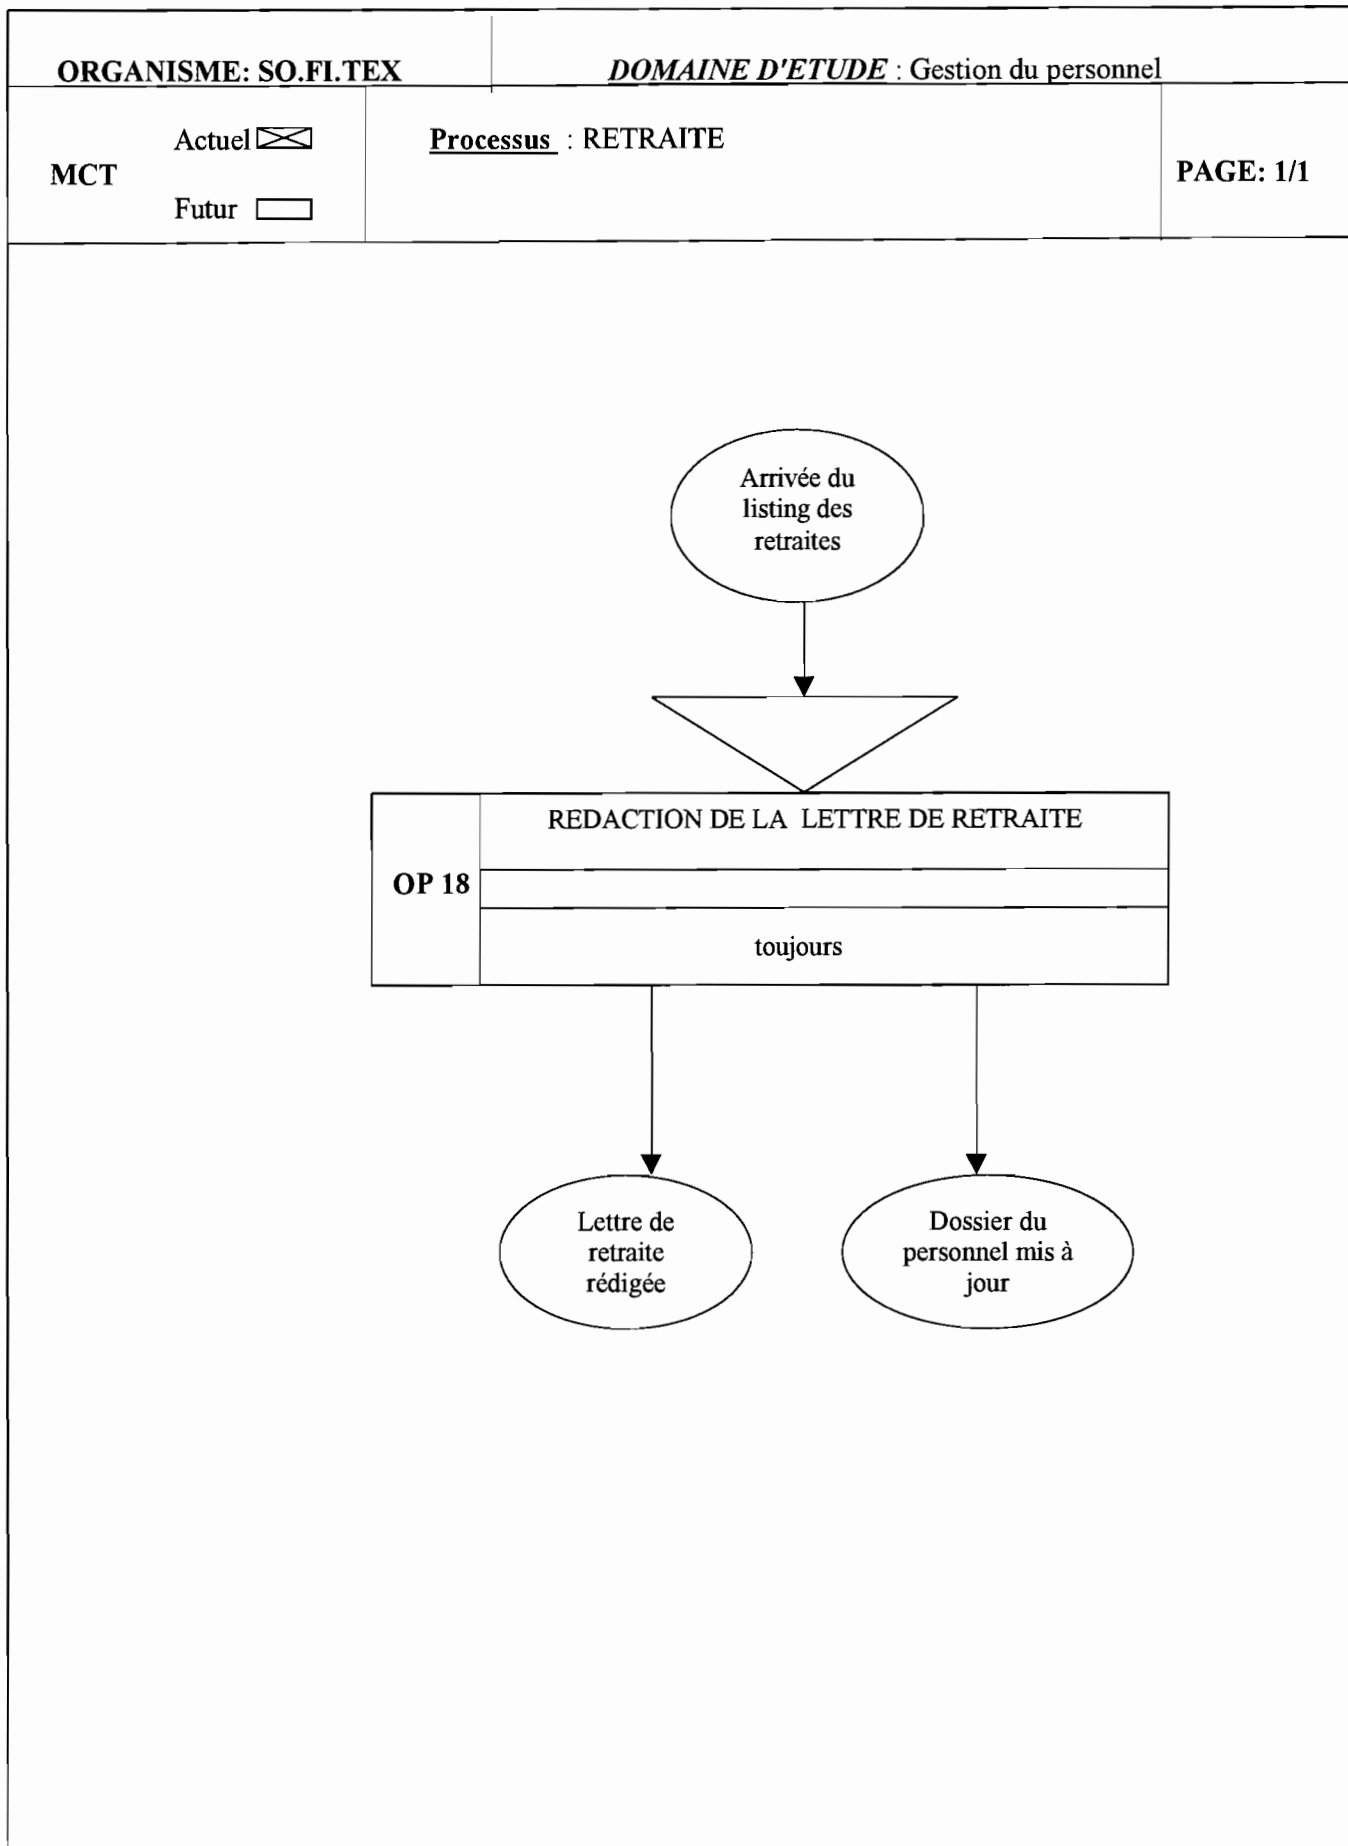 ORGANISME: SO.FI.TEX
DOMAINE D'ETUDE : Gestion du personnel
MCT
Actuel
Futur
Processus : RETRAITE
PAGE: 1/1
Arrivée du
listing des
retraites
OP 18
REDACTION DE LA LETTRE DE RETRAITE
toujours
Lettre de
retraite
rédigée
Dossier du
personnel mis à
jour